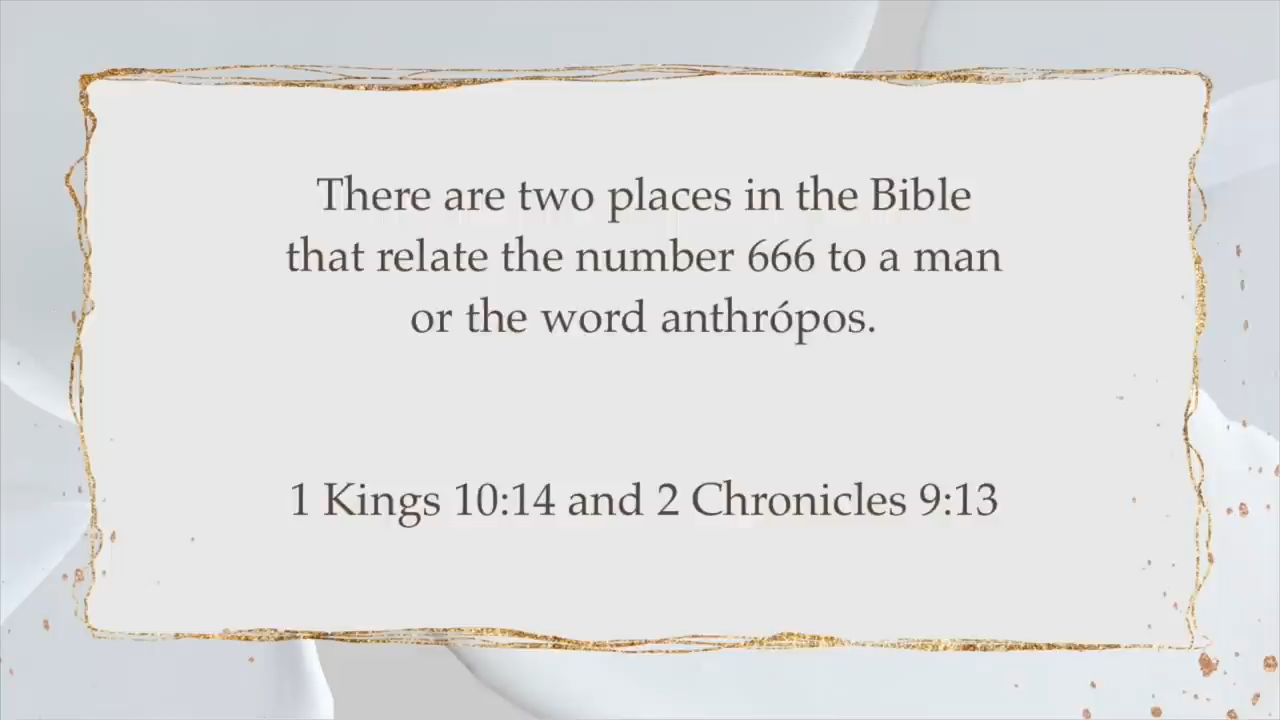 There are two places in the Bible
that relate the number 666 to a man
or the word anthrópos.
1 Kings 10:14 and 2 Chronicles 9:13